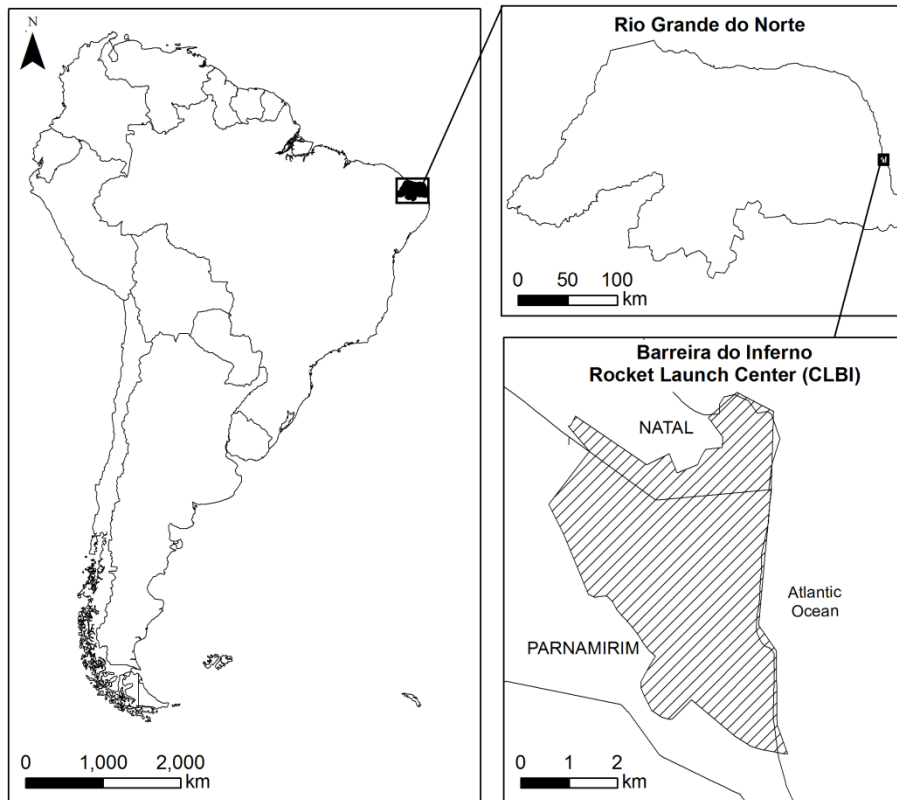 N
0 1,000 2,000
km
Rio Grande do Norte
0 50 100
km
Barreira do Inferno
Rocket Launch Center (CLBI)
NATAL
Atlantic
Ocean
PARNAMIRIM
0 1 2
km